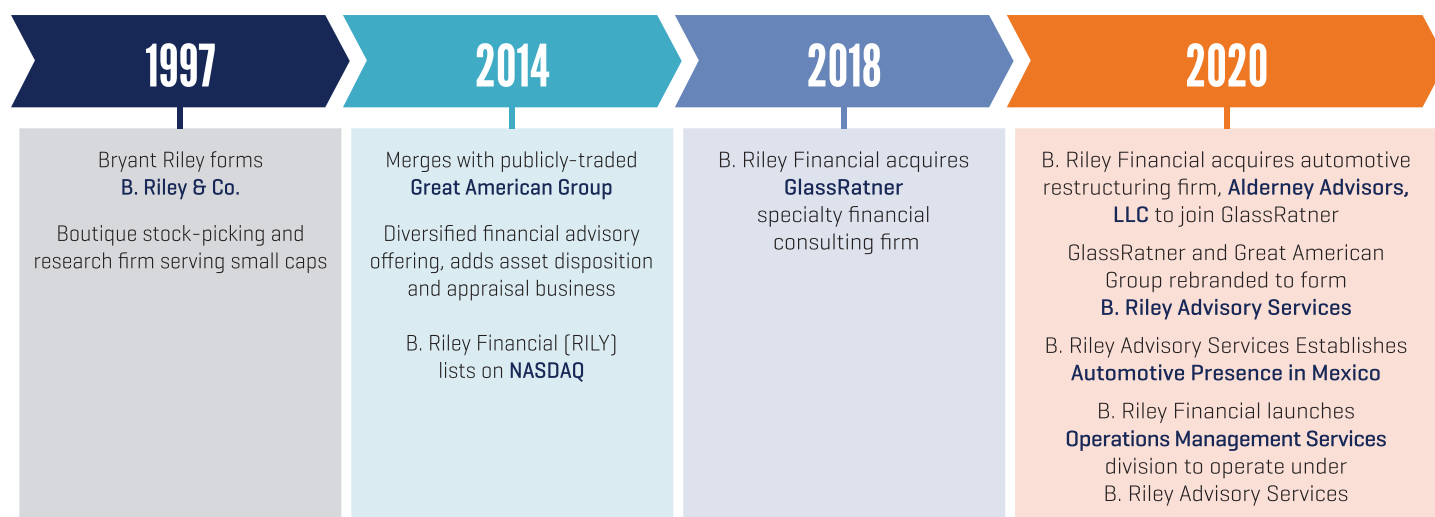 1997
Bryant Riley forms
B. Riley & Co.
Boutique stock-picking and
research firm serving small caps
2014
Merges with publicly-traded
Great American Group
Diversified financial advisory
offering, adds asset disposition
and appraisal business
B. Riley Financial (RILY)
lists on NASDAQ
2018
B. Riley Financial acquires
GlassRatner
specialty financial
consulting firm
2020
B. Riley Financial acquires automotive
restructuring firm, Alderney Advisors,
LLC to join GlassRatner
GlassRatner and Great American
Group rebranded to form
B. Riley Advisory Services
B. Riley Advisory Services Establishes
Automotive Presence in Mexico
B. Riley Financial launches
Operations Management Services
division to operate under
B. Riley Advisory Services